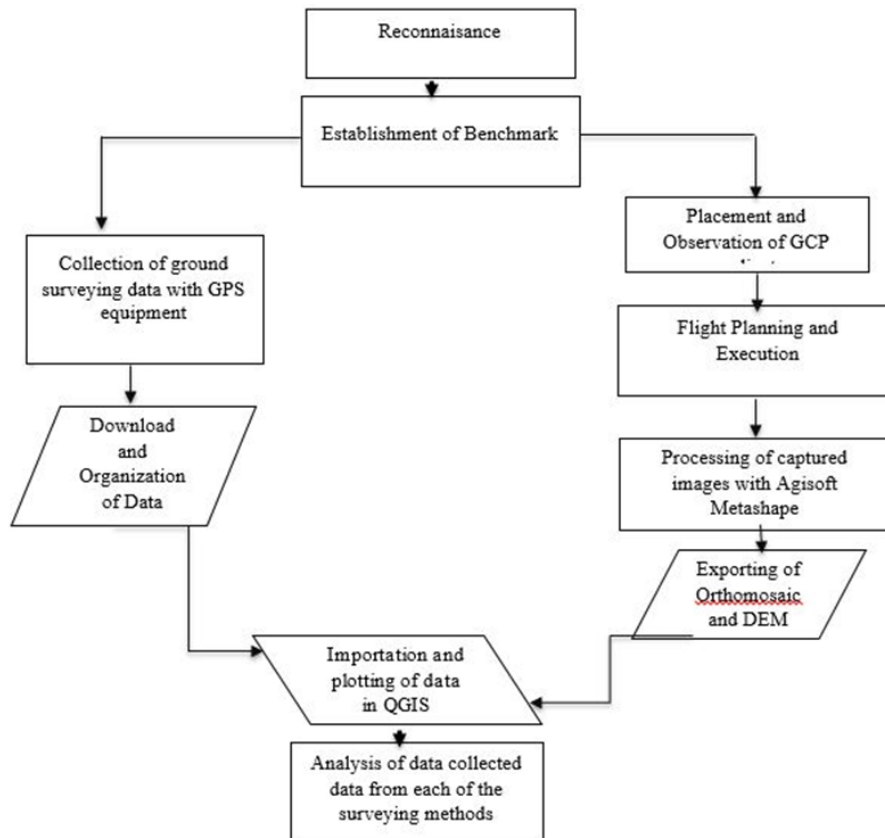 Reconnaisance
Establishment of Benchmark
Collection of ground
surveying data with GPS
equipment
Download
and
Organization
of Data
Placement and
Observation of GCP
Flight Planning and
Execution
Processing of captured
images with Agisoft
Metashape
Exporting of
Orthomosaic
and DEM
Importation and
plotting of data
in QGIS
Analysis of data collected
data from each of the
surveying methods